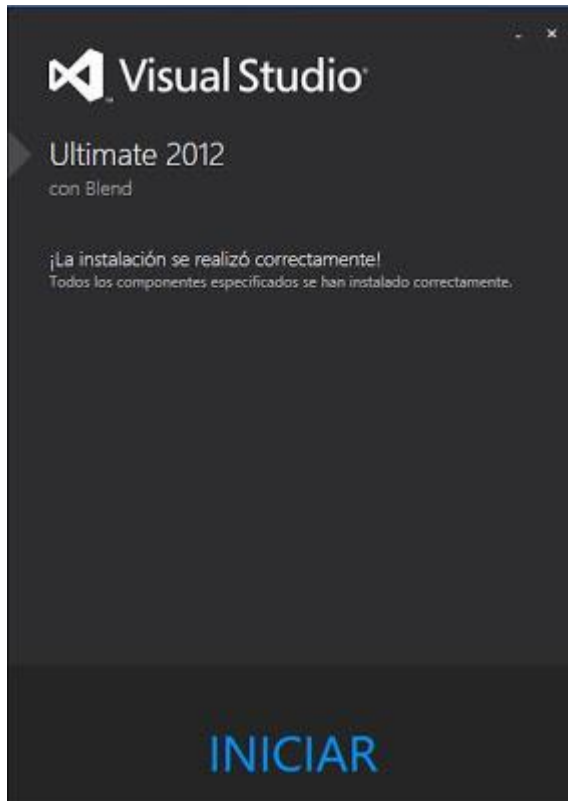 Visual Studio
Ultimate 2012
con Blend
¡La instalación se realizó correctamente!
Todos los componentes especificados se han instalado correctamente.
INICIAR